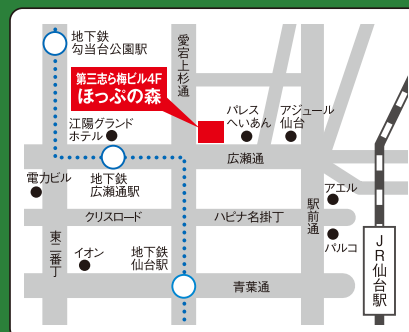 地下鉄
勾当台公園駅
愛宕上杉通
第三志ら梅ビル4F
ほっぷの森
江陽グランド
ホテル
パレス
へいあん
アジュール
仙台
広瀬通
電力ビル
地下鉄
広瀬通駅
駅前通
アエル
クリスロード
ハピナ名掛丁
東二番丁
イオン
地下鉄
仙台駅
パルコ
JR仙台駅
青葉通